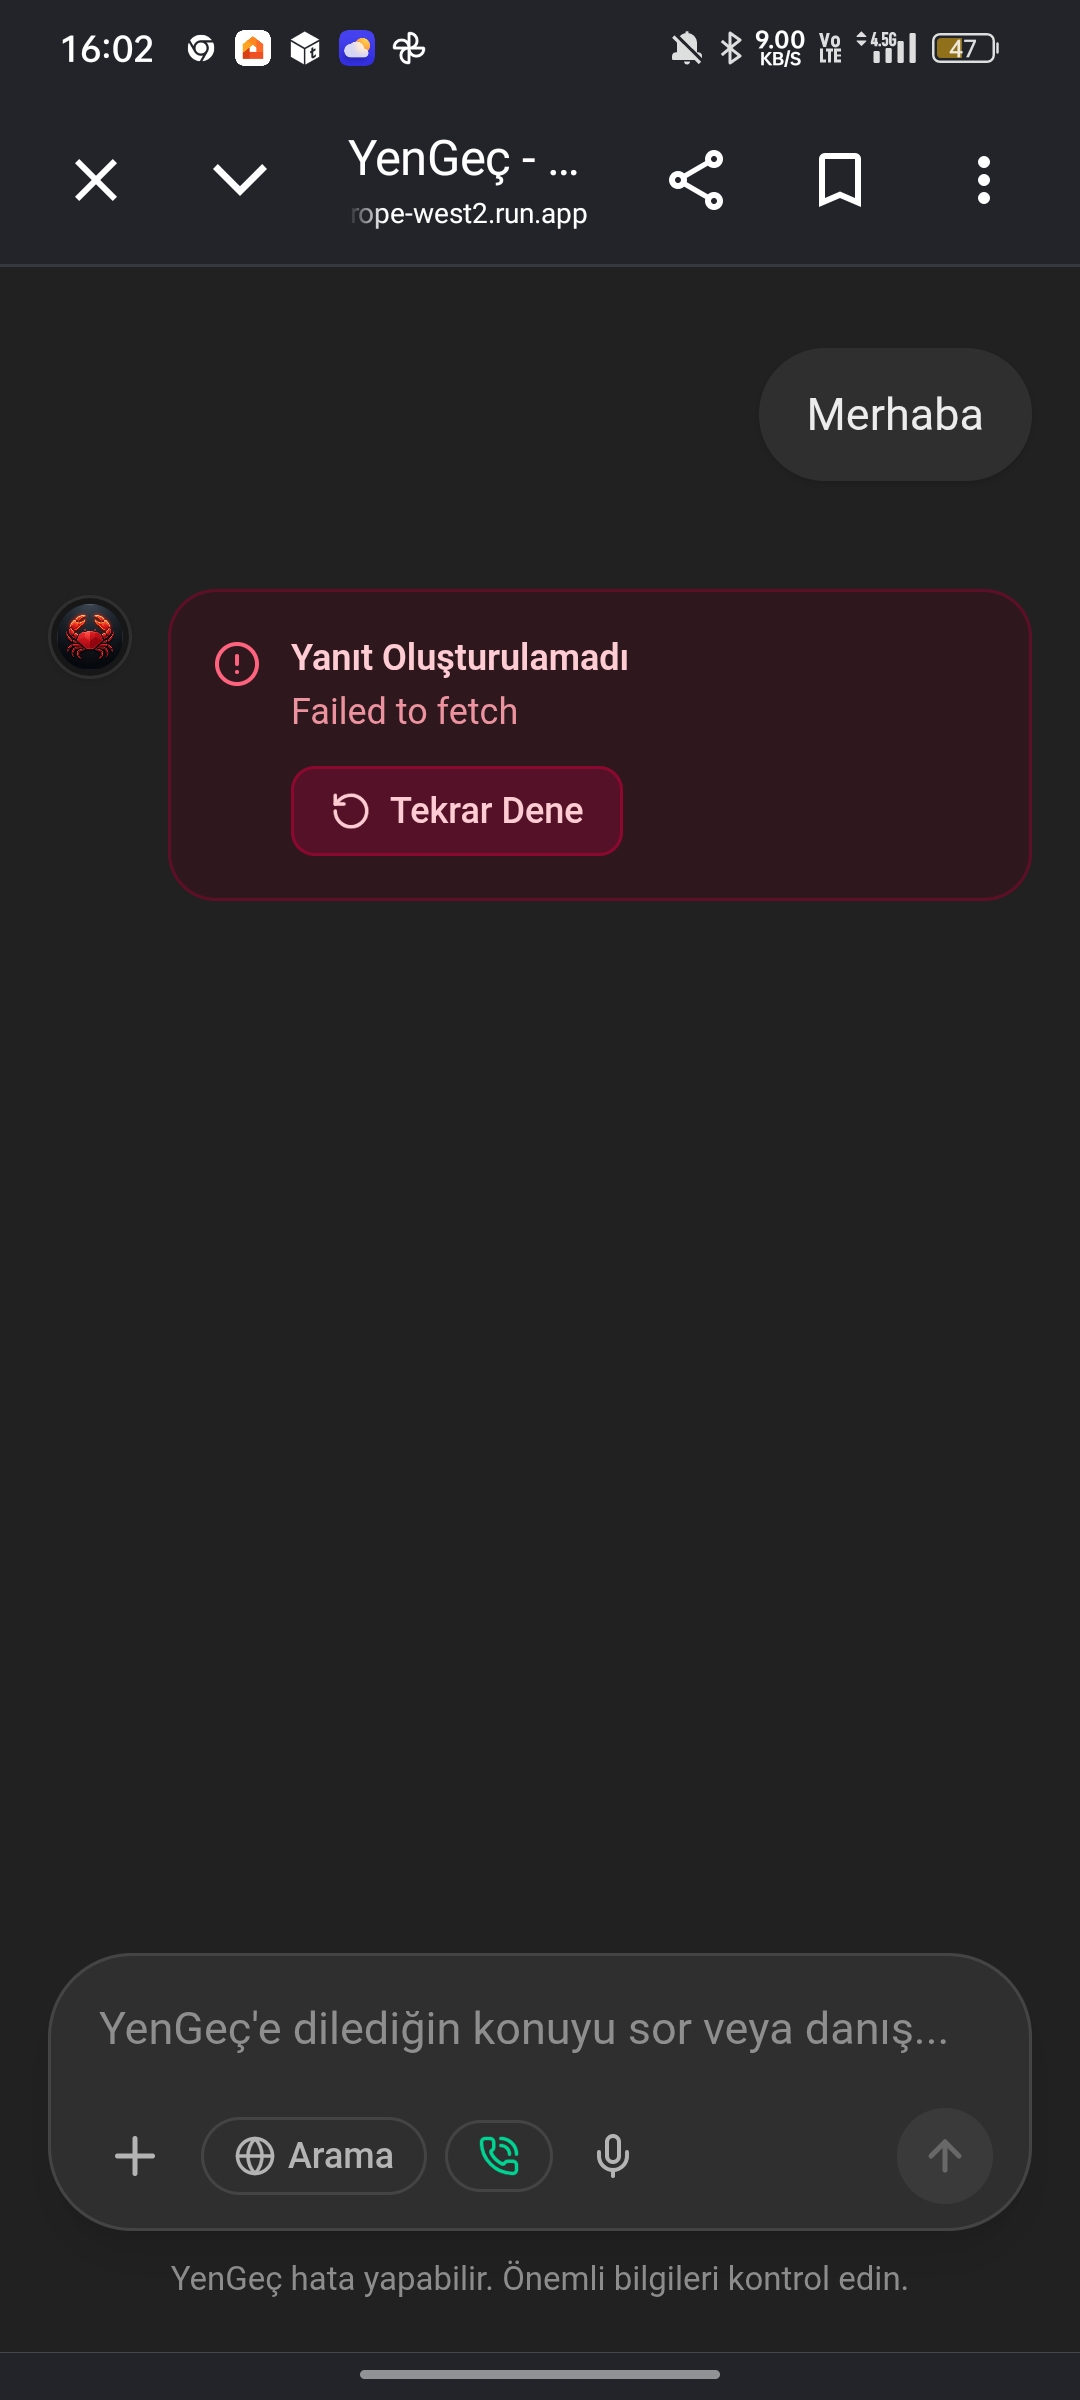 16:02
9.00
KB/S
Vo
LTE
4.5G
47
YenGeç - ...
rope-west2.run.app
Merhaba
Yanıt Oluşturulamadı
Failed to fetch
Tekrar Dene
YenGeç'e dilediğin konuyu sor veya danış...
Arama
YenGeç hata yapabilir. Önemli bilgileri kontrol edin.